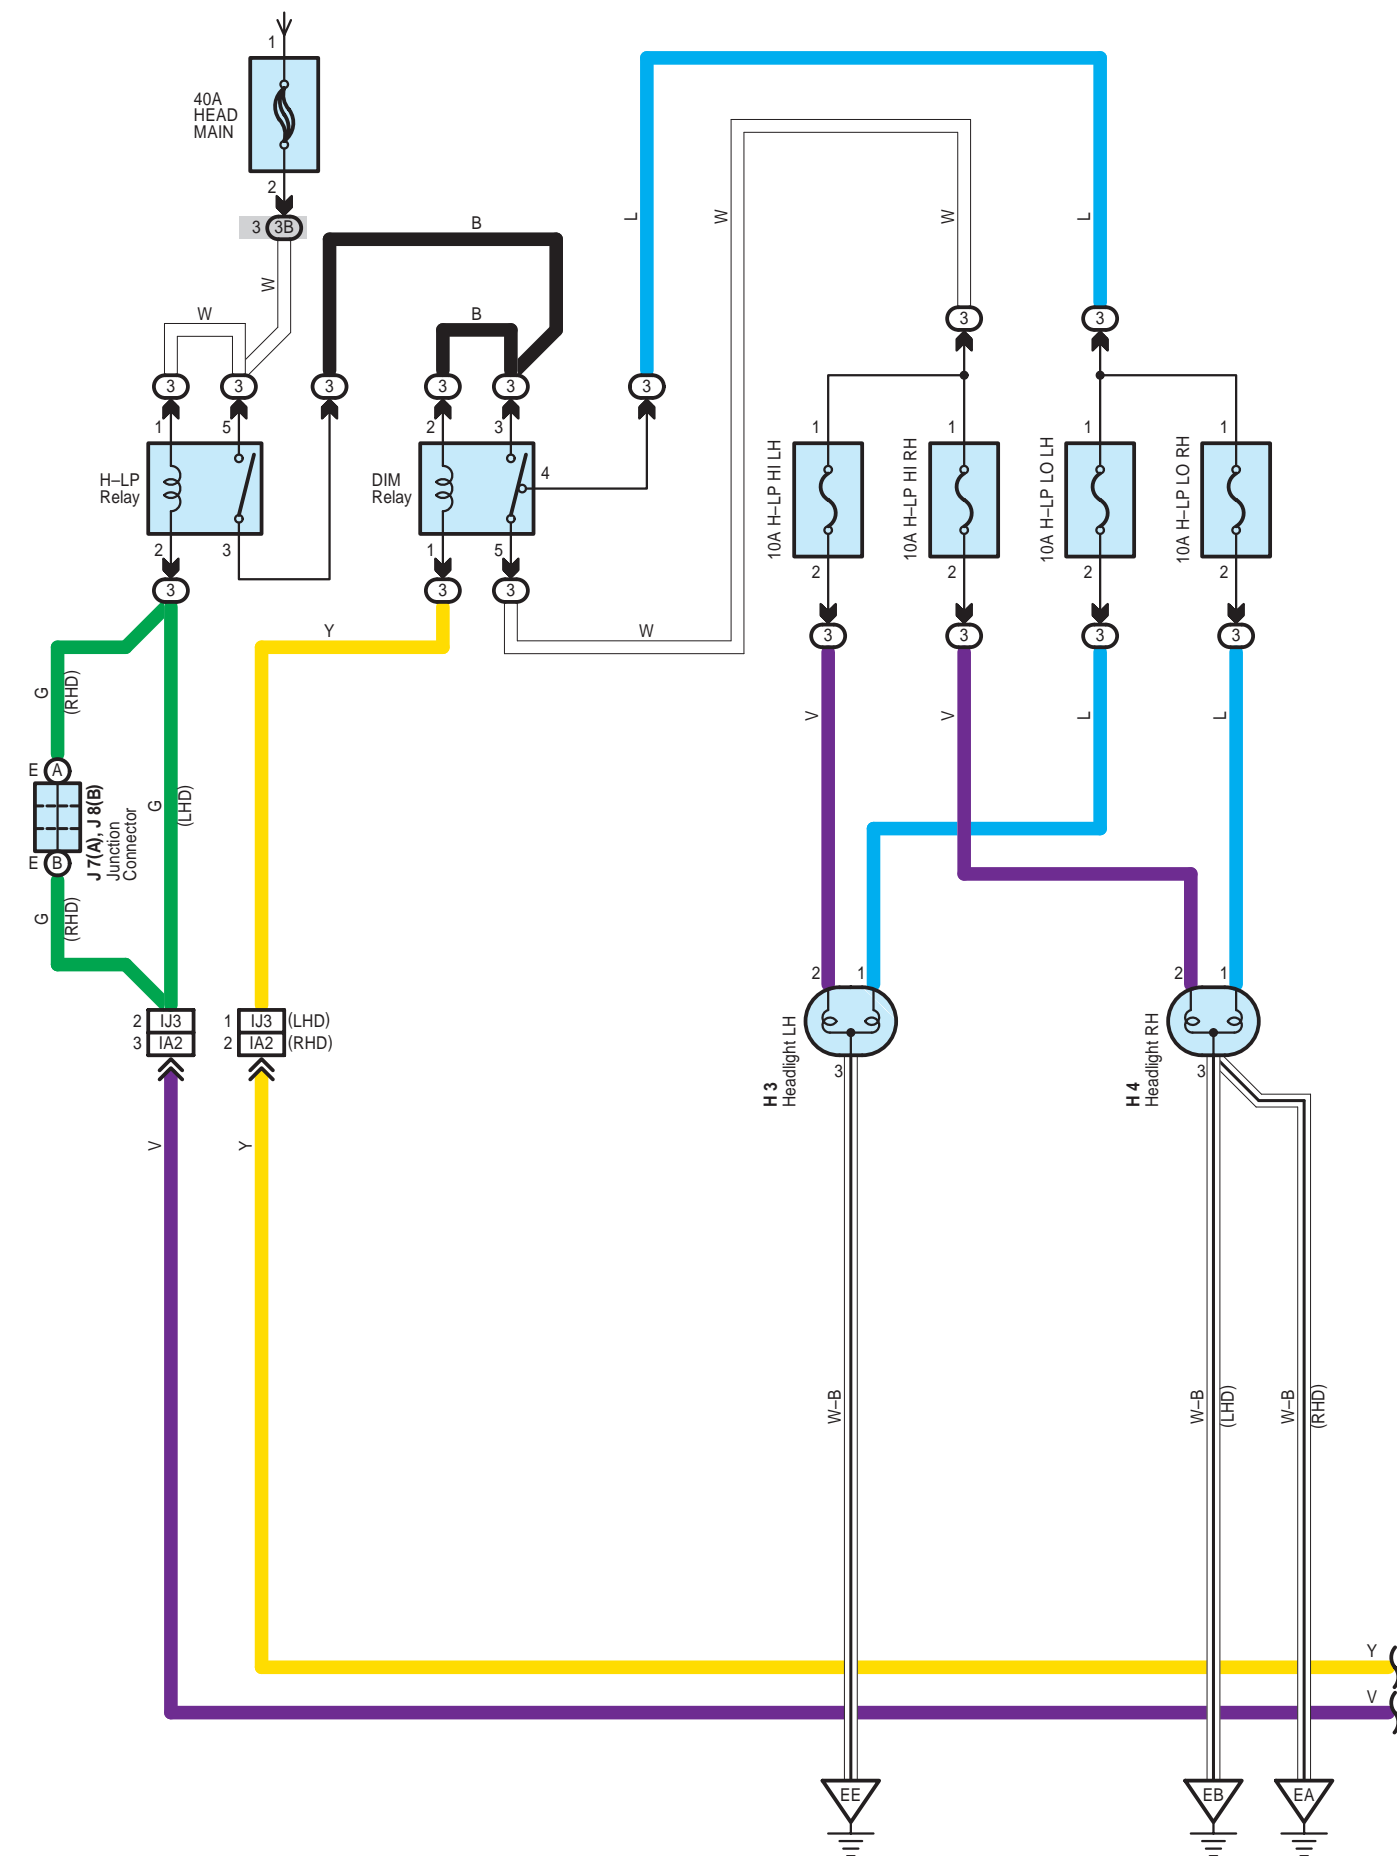 1
40A
HEAD
MAIN
2
3 3B
W
W
B
B
L
W
W
L
3
3
3
3
3
3
3
3
1
5
2
3
4
H–LP
Relay
DIM
Relay
2
3
1
5
3
3
3
1
1
1
1
10A H–LP HI LH
10A H–LP HI RH
10A H–LP LO LH
10A H–LP LO RH
2
2
2
2
3
3
3
3
Y
W
G
(RHD)
V
V
L
L
E A
E B
J 7(A), J 8(B)
Junction
Connector
G
(LHD)
G
(RHD)
2 IJ3
3 IA2
1 IJ3 (LHD)
2 IA2 (RHD)
2
1
2
1
3
3
H 3
Headlight LH
H 4
Headlight RH
V
Y
W–B
W–B
(LHD)
W–B
(RHD)
Y
V
EE
EB
EA